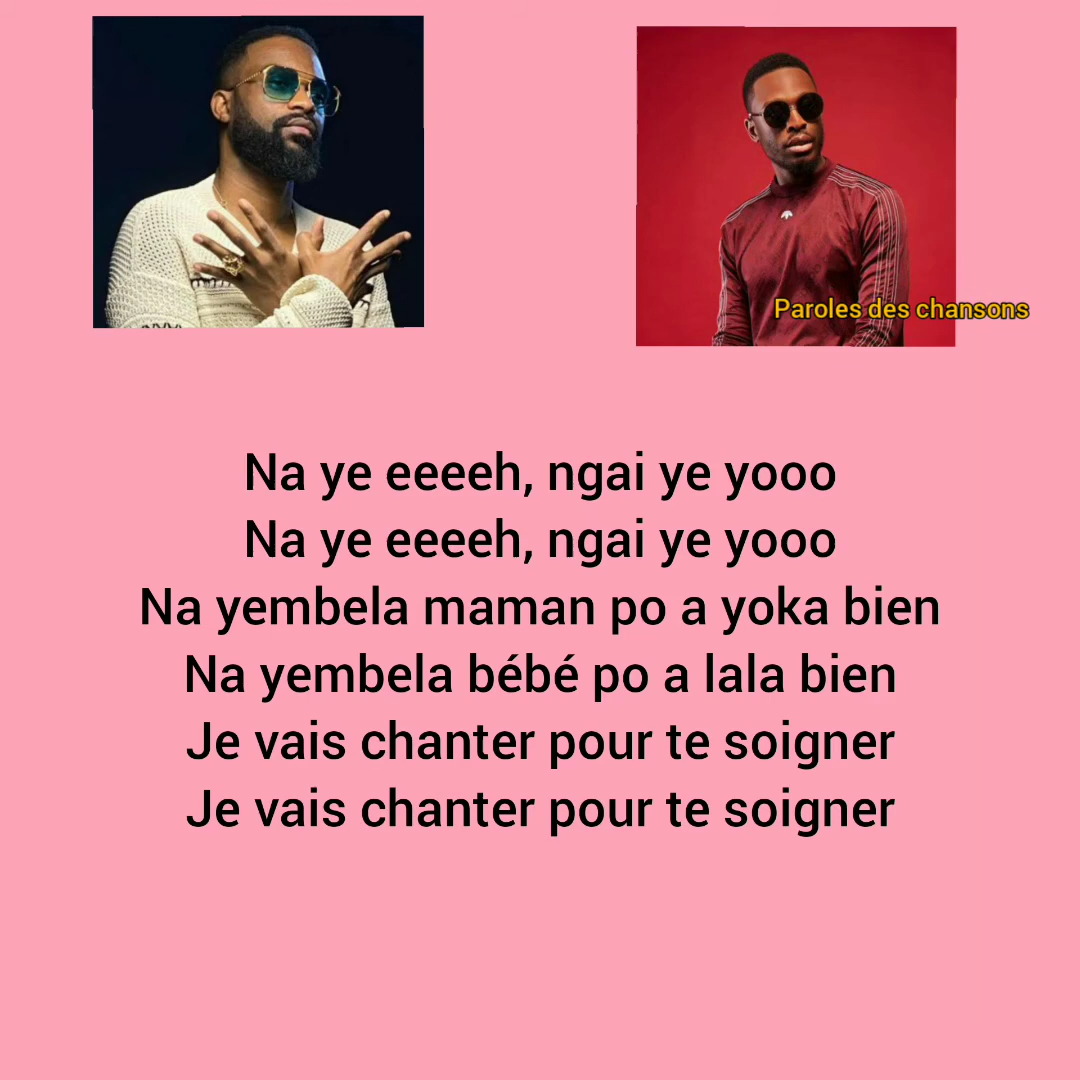 Paroles des chansons
Na ye eeeeh, ngai ye yooo
Na ye eeeeh, ngai ye yooo
Na yembela maman po a yoka bien
Na yembela bébé po a lala bien
Je vais chanter pour te soigner
Je vais chanter pour te soigner